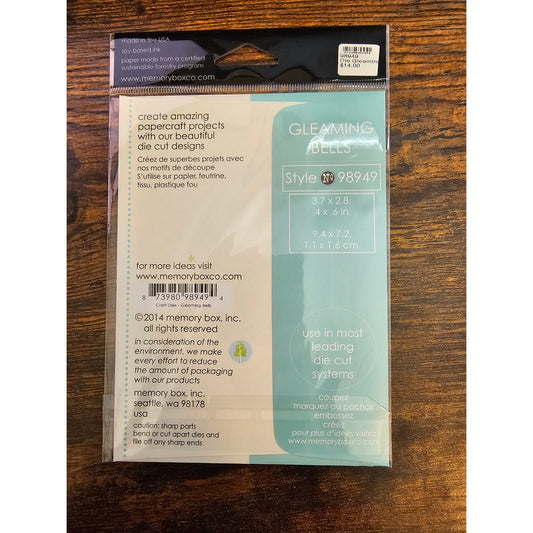 made in the USA
soy based ink
paper made from a certified
sustainable forestry program
www.memoryboxco.com
98949
Die Gleaming
$14.00
create amazing
papercraft projects
with our beautiful
die cut designs
Créez de superbes projets avec
nos motifs de découpe
S'utilise sur papier, feutrine,
tissu, plastique fou
for more ideas visit
www.memoryboxco.com
8 73980 98949 4
Craft Dies - Gleaming Bells
©2014 memory box, inc.
all rights reserved
in consideration of the
environment, we make
every effort to reduce
the amount of packaging
with our products
memory box, inc.
seattle, wa 98178
usa
caution: sharp parts
bend or cut apart dies and
file off any sharp ends
GLEAMING
BELLS
Style No 98949
3.7 x 2.8,
.4 x .6 in.
9.4 x 7.2,
1.1 x 1.6 cm.
use in most
leading
die cut
systems
coupez
marquez au pochoir
embossez
créez
pour plus d'idées visitez
www.memoryboxco.com